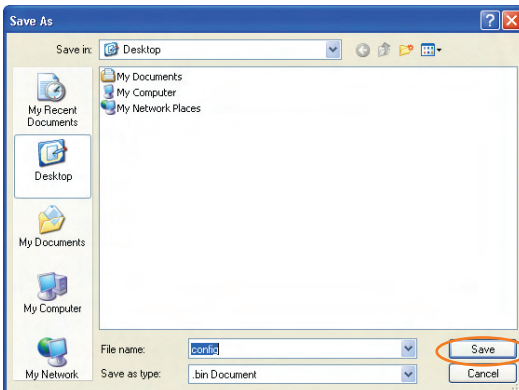 Save As
Save in:
Desktop
My Recent
Documents
Desktop
My Documents
My Computer
My Network
My Documents
My Computer
My Network Places
File name:
config
Save
Save as type:
.bin Document
Cancel